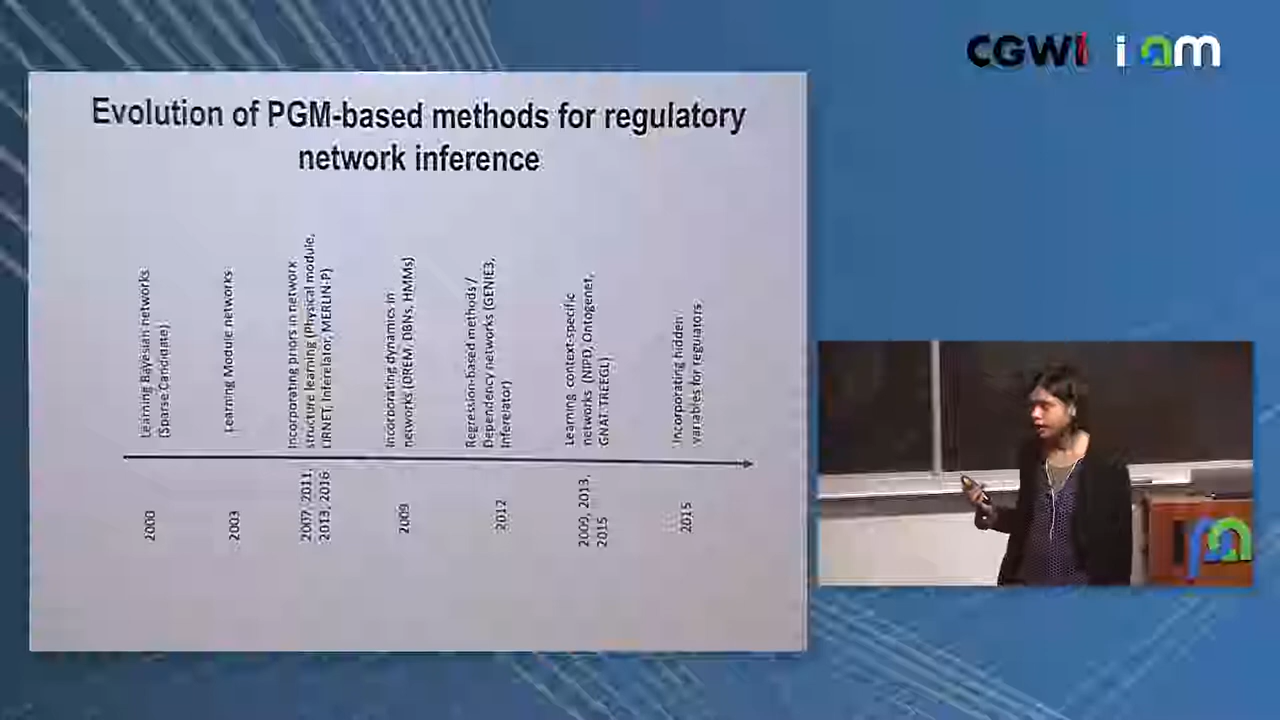 CGWI ipam
Evolution of PGM-based methods for regulatory
network inference
Learning Bayesian networks
(Sparse Candidate)
Learning Module networks
Incorporating priors in network
structure learning (Physical module,
LIRNET, Inferelator, MERLIN-P)
Incorporating dynamics in
networks (DREM, DBNs, HMMs)
Regression-based methods /
Dependency networks (GENIE3,
Inferelator)
Learning context-specific
networks (NIPD, Ontogenet,
GNAT, TREEGL)
Incorporating hidden
variables for regulators
2000
2003
2007, 2011,
2013, 2016
2009
2012
2009, 2013,
2015
2015